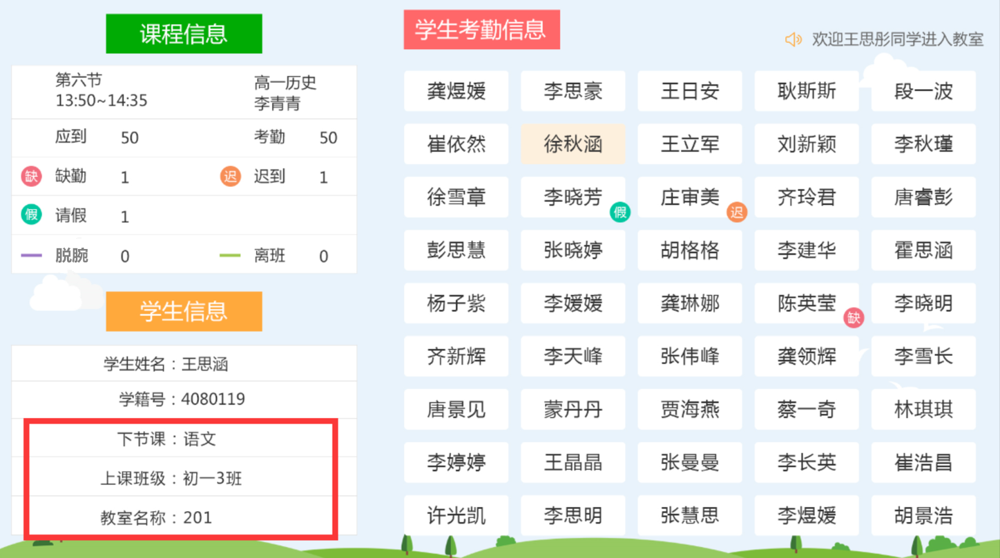 课程信息
第六节
13:50~14:35
高一历史
李青青
应到 50 考勤 50
缺 缺勤 1 迟 迟到 1
假 请假 1
脱腕 0 离班 0
学生信息
学生姓名：王思涵
学籍号：4080119
下节课：语文
上课班级：初一3班
教室名称：201
学生考勤信息
欢迎王思彤同学进入教室
龚煜媛 李思豪 王日安 耿斯斯 段一波
崔依然 徐秋涵 王立军 刘新颖 李秋瑾
徐雪章 李晓芳 假 庄审美 迟 齐玲君 唐睿彭
彭思慧 张晓婷 胡格格 李建华 霍思涵
杨子紫 李媛媛 龚琳娜 陈英莹 缺 李晓明
齐新辉 李天峰 张伟峰 龚领辉 李雪长
唐景见 蒙丹丹 贾海燕 蔡一奇 林琪琪
李婷婷 王晶晶 张曼曼 李长英 崔浩昌
许光凯 李思明 张慧思 李煜媛 胡景浩